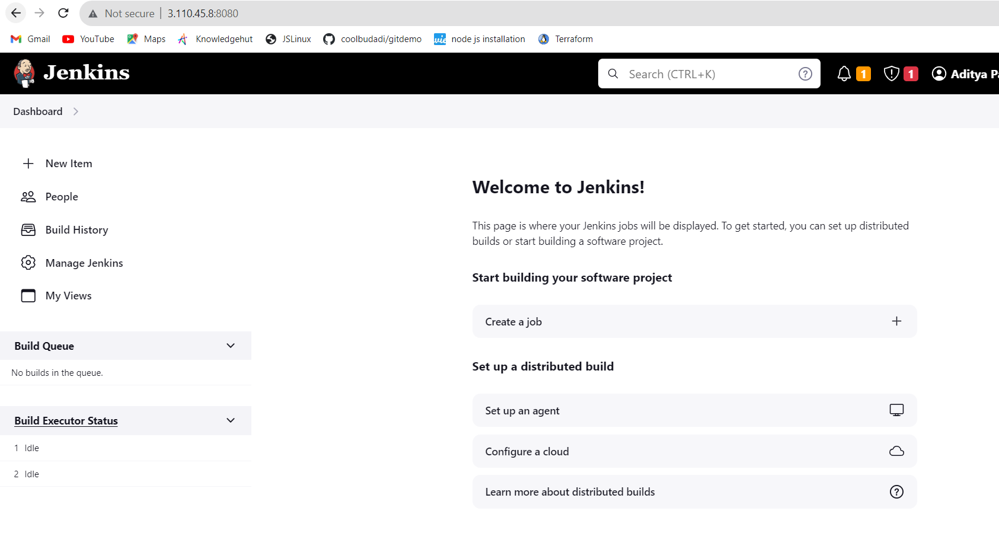 Not secure | 3.110.45.8:8080
Gmail YouTube Maps Knowledgehut JSLinux coolbudadi/gitdemo node js installation Terraform
Jenkins Search (CTRL+K) ? 1 1 Aditya Pa
Dashboard
New Item
People
Build History
Manage Jenkins
My Views
Build Queue
No builds in the queue.
Build Executor Status
1 Idle
2 Idle
Welcome to Jenkins!
This page is where your Jenkins jobs will be displayed. To get started, you can set up distributed
builds or start building a software project.
Start building your software project
Create a job
Set up a distributed build
Set up an agent
Configure a cloud
Learn more about distributed builds